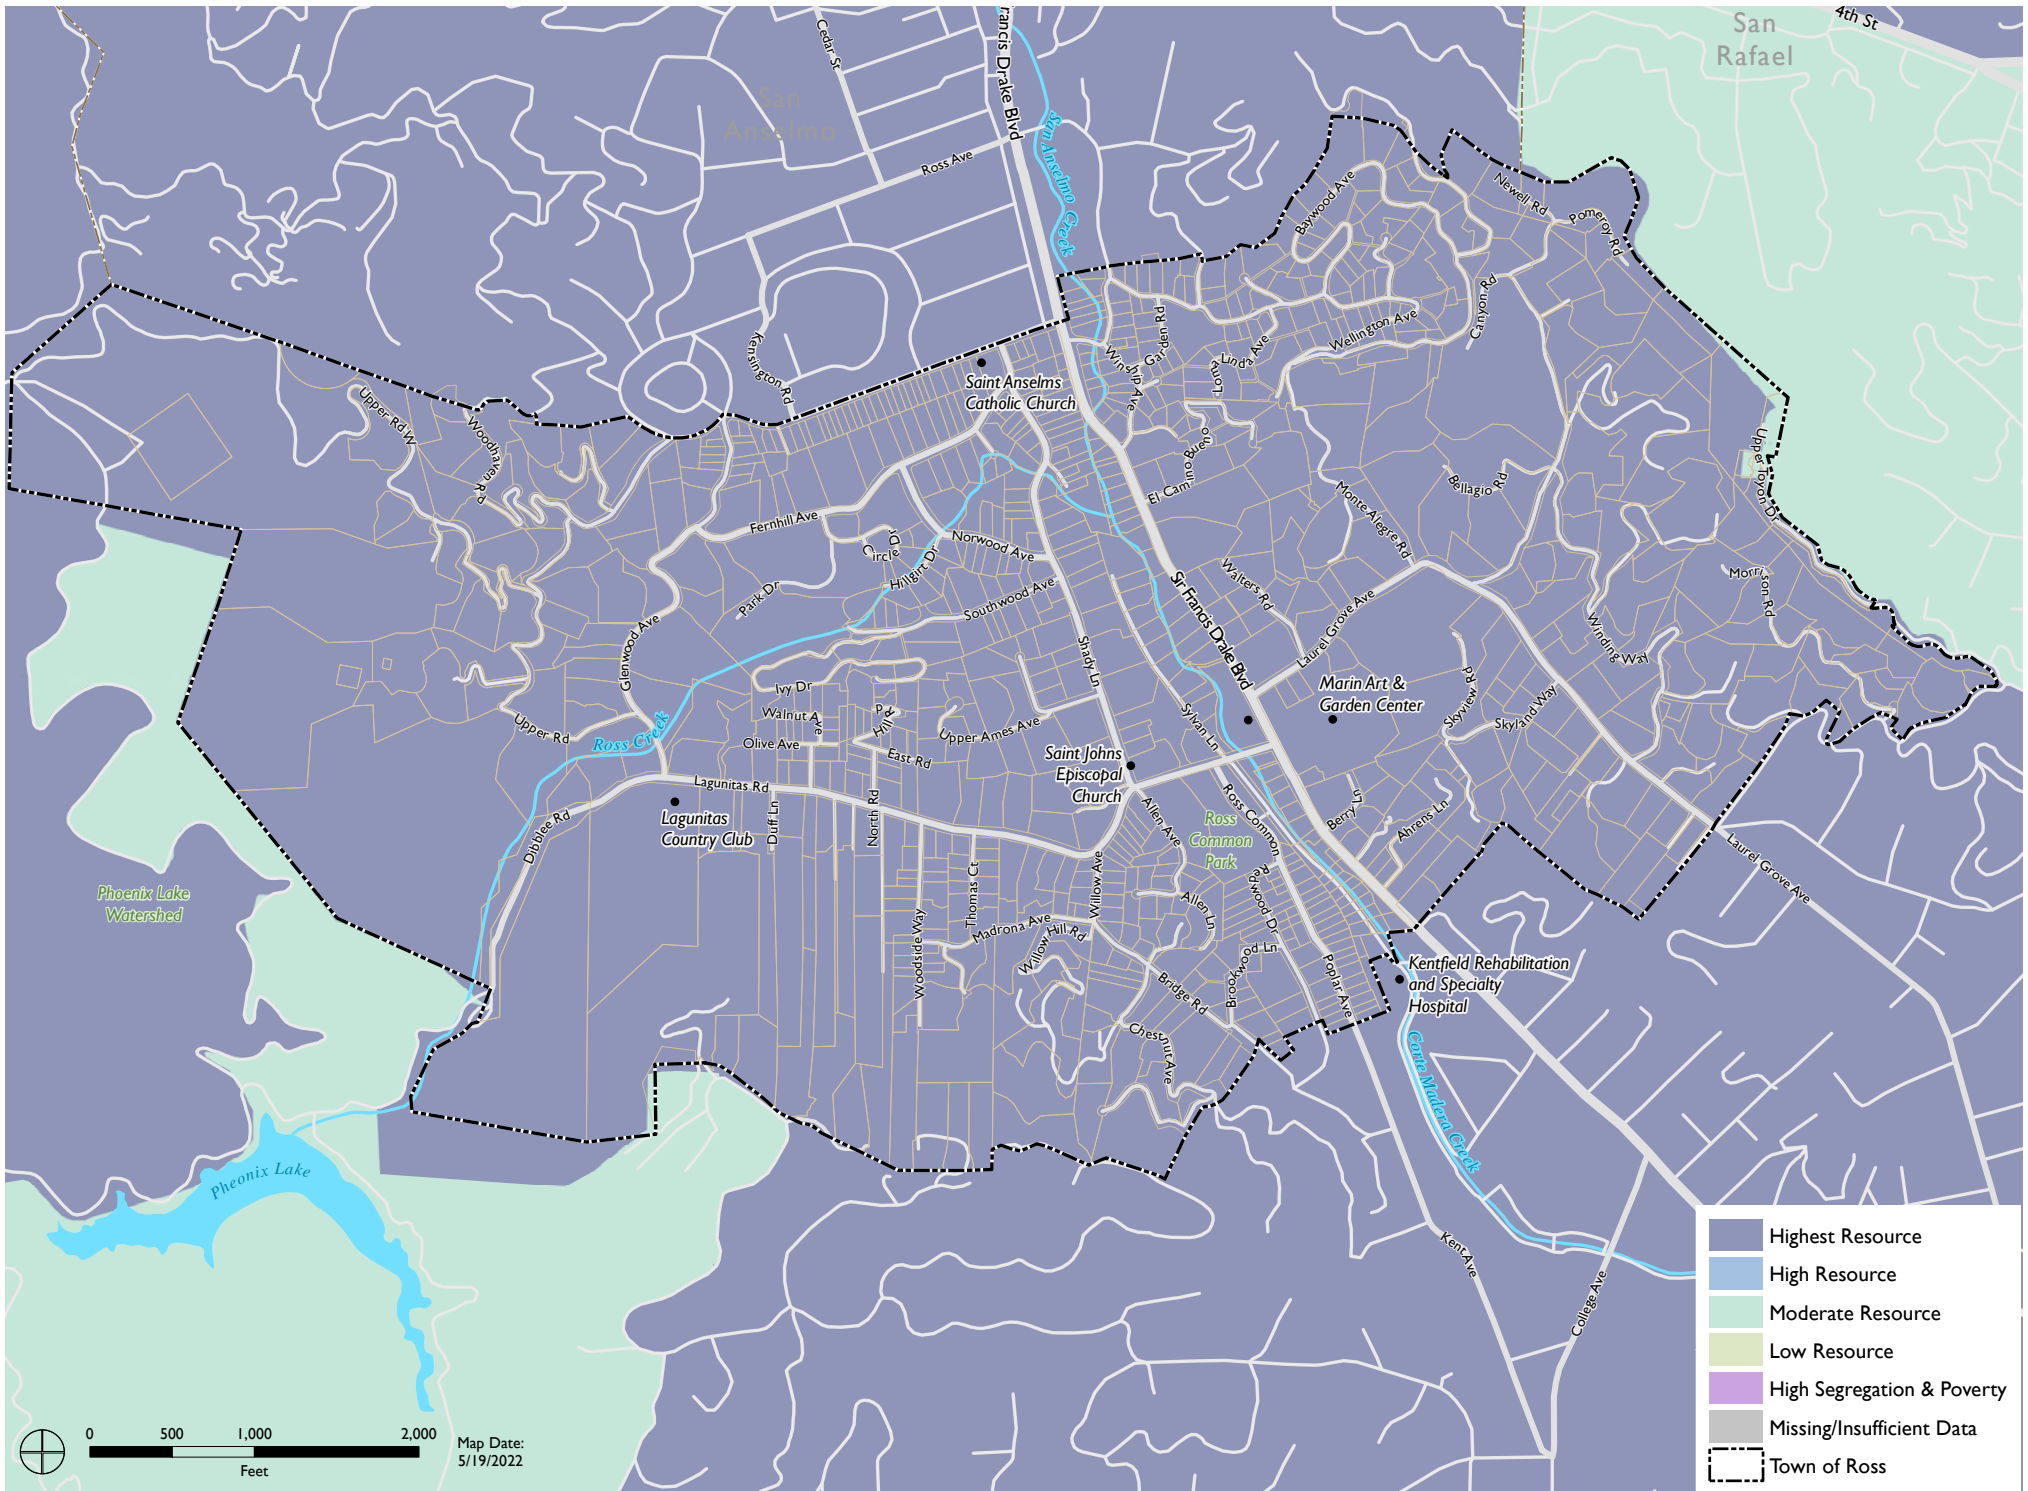 San
Rafael
4th St
Cedar St
rancis Drake Blvd
San
Anselmo
San Anselmo Creek
Ross Ave
Baywood Ave
Newell Rd
Pomeroy Rd
Canyon Rd
Garden Rd
Wellington Ave
Kensington Rd
Winship Ave
Loma Linda Ave
Saint Anselms
Catholic Church
Upper Rd W
Woodhaven Rd
El Camino Bueno
Bellagio Rd
Upper Toyon Dr
Monte Alegre Rd
Fernhill Ave
Circle Dr
Norwood Ave
Hillgirt Dr
Park Dr
Southwood Ave
Walters Rd
Sir Francis Drake Blvd
Laurel Grove Ave
Morrison Rd
Winding Way
Glenwood Ave
Shady Ln
Ivy Dr
Marin Art &
Garden Center
Skyview Rd
Skyland Way
Walnut Ave
Hill Rd
Upper Rd
Ross Creek
Olive Ave
Upper Ames Ave
Sylvan Ln
East Rd
Saint Johns
Episcopal
Church
Lagunitas Rd
Dibblee Rd
Lagunitas
Country Club
Duff Ln
North Rd
Allen Ave
Ross Common
Ross
Common
Park
Berry Ln
Ahrens Ln
Laurel Grove Ave
Phoenix Lake
Watershed
Thomas Ct
Willow Ave
Redwood Dr
Allen Ln
Woodside Way
Madrona Ave
Willow Hill Rd
Brookwood Ln
Poplar Ave
Bridge Rd
Kentfield Rehabilitation
and Specialty
Hospital
Chestnut Ave
Corte Madera Creek
Pheonix Lake
Kent Ave
College Ave
Highest Resource
High Resource
Moderate Resource
Low Resource
High Segregation & Poverty
Missing/Insufficient Data
Town of Ross
0 500 1,000 2,000
Feet
Map Date:
5/19/2022